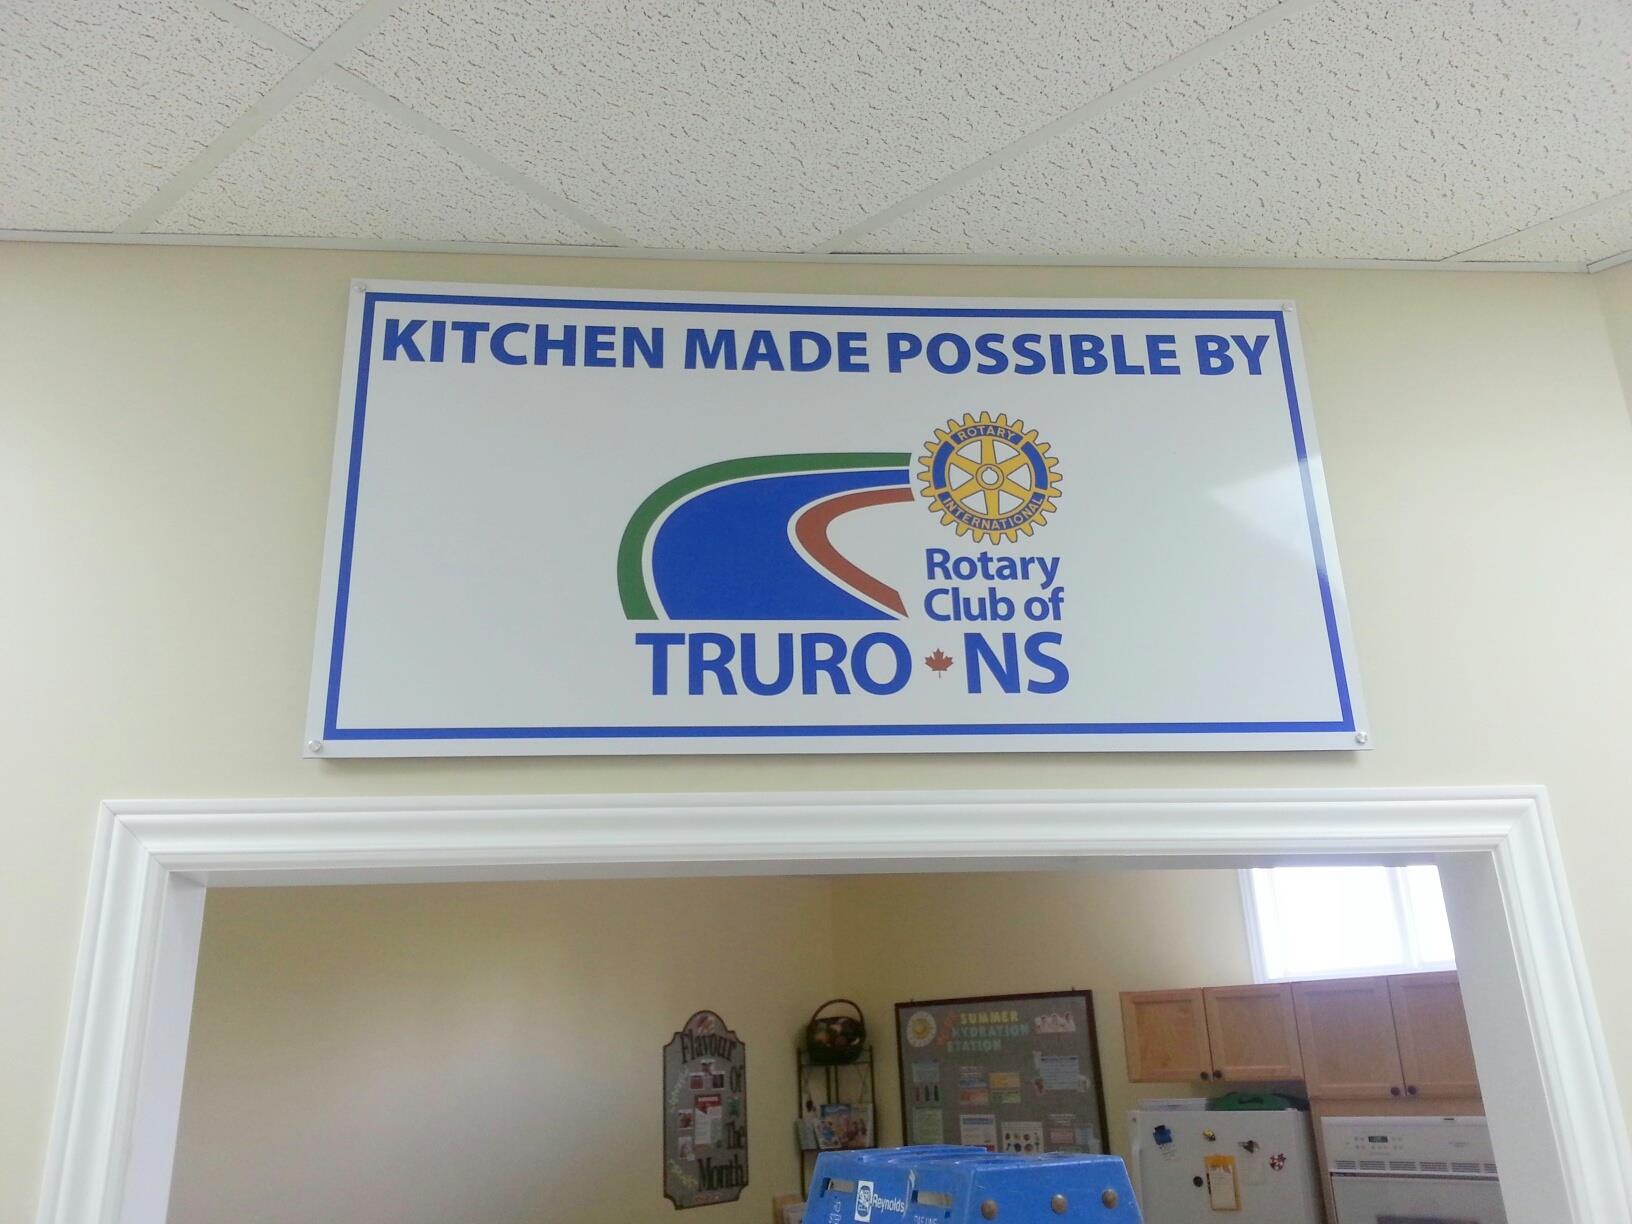 KITCHEN MADE POSSIBLE BY
ROTARY
INTERNATIONAL
Rotary
Club of
TRURO NS
Flavour
Of
The
Month
SUMMER
HYDRATION
STATION
Reynolds